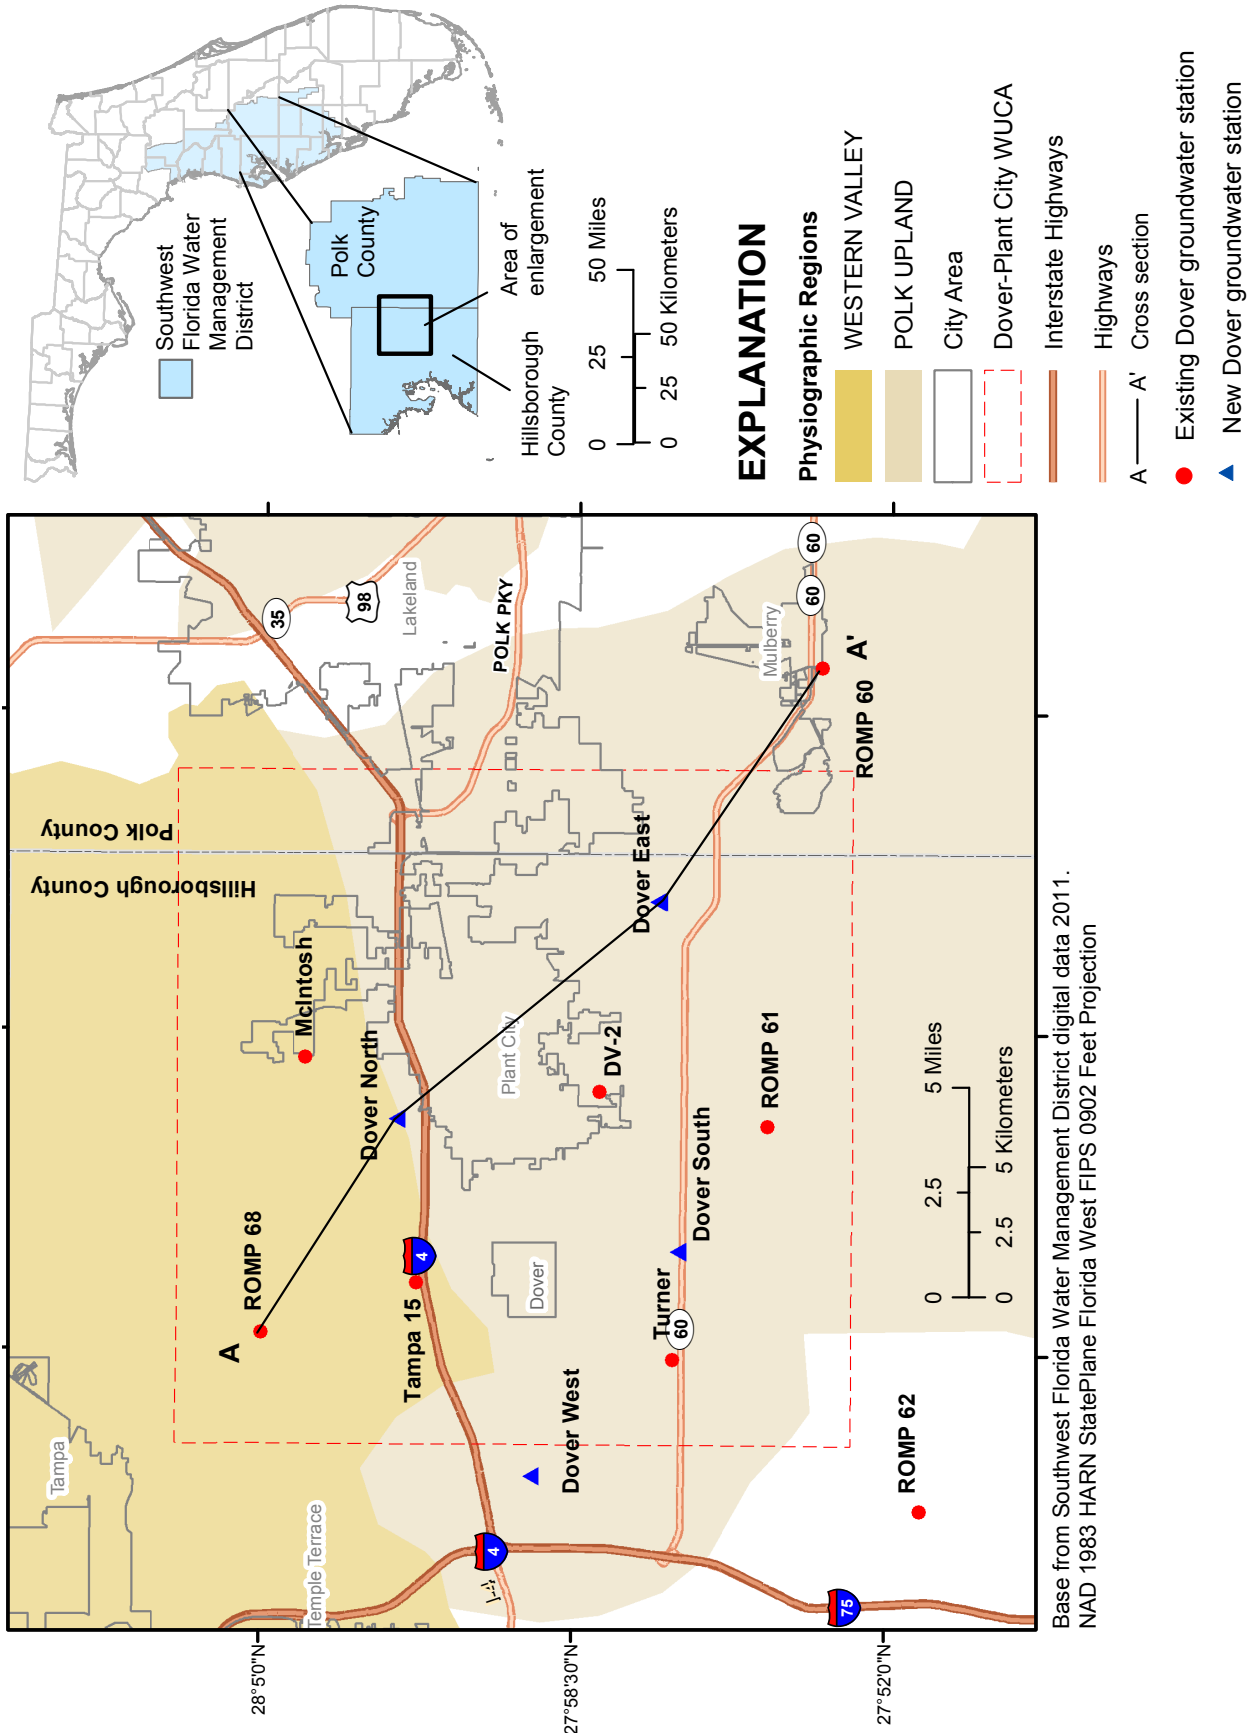 Southwest
Florida Water
Management
District
Polk
County
Area of
enlargement
Hillsborough
County
0 25 50 Miles
0 25 50 Kilometers
EXPLANATION
Physiographic Regions
WESTERN VALLEY
POLK UPLAND
City Area
Dover-Plant City WUCA
Interstate Highways
Highways
A A' Cross section
Existing Dover groundwater station
New Dover groundwater station
28°5'0"N
27°58'30"N
27°52'0"N
Tampa
Temple Terrace
Hillsborough County
Polk County
A
ROMP 68
McIntosh
Dover North
Tampa 15
4
4
75
35
98
Lakeland
POLK PKY
Plant City
Dover
Dover West
DV-2
Dover East
Turner
60
Dover South
ROMP 61
ROMP 62
Mulberry
60
60
A'
ROMP 60
0 2.5 5 Miles
0 2.5 5 Kilometers
Base from Southwest Florida Water Management District digital data 2011.
NAD 1983 HARN StatePlane Florida West FIPS 0902 Feet Projection